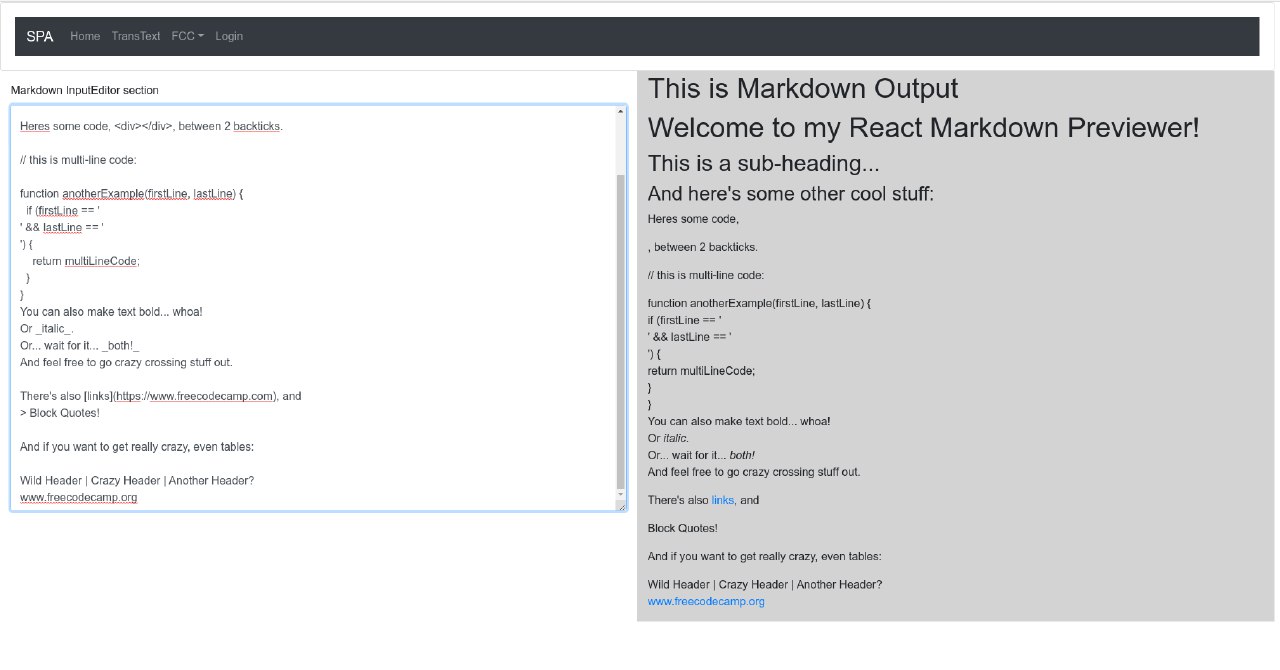 SPA Home TransText FCC Login
Markdown InputEditor section
Heres some code, <div></div>, between 2 backticks.
// this is multi-line code:
function anotherExample(firstLine, lastLine) {
if (firstLine == '
' && lastLine == '
') {
return multiLineCode;
}
}
You can also make text bold... whoa!
Or _italic_.
Or... wait for it... _both!_
And feel free to go crazy crossing stuff out.
There's also [links](https://www.freecodecamp.com), and
> Block Quotes!
And if you want to get really crazy, even tables:
Wild Header | Crazy Header | Another Header?
www.freecodecamp.org
This is Markdown Output
Welcome to my React Markdown Previewer!
This is a sub-heading...
And here's some other cool stuff:
Heres some code,
, between 2 backticks.
// this is multi-line code:
function anotherExample(firstLine, lastLine) {
if (firstLine == '
' && lastLine == '
') {
return multiLineCode;
}
}
You can also make text bold... whoa!
Or italic.
Or... wait for it... both!
And feel free to go crazy crossing stuff out.
There's also links, and
Block Quotes!
And if you want to get really crazy, even tables:
Wild Header | Crazy Header | Another Header?
www.freecodecamp.org